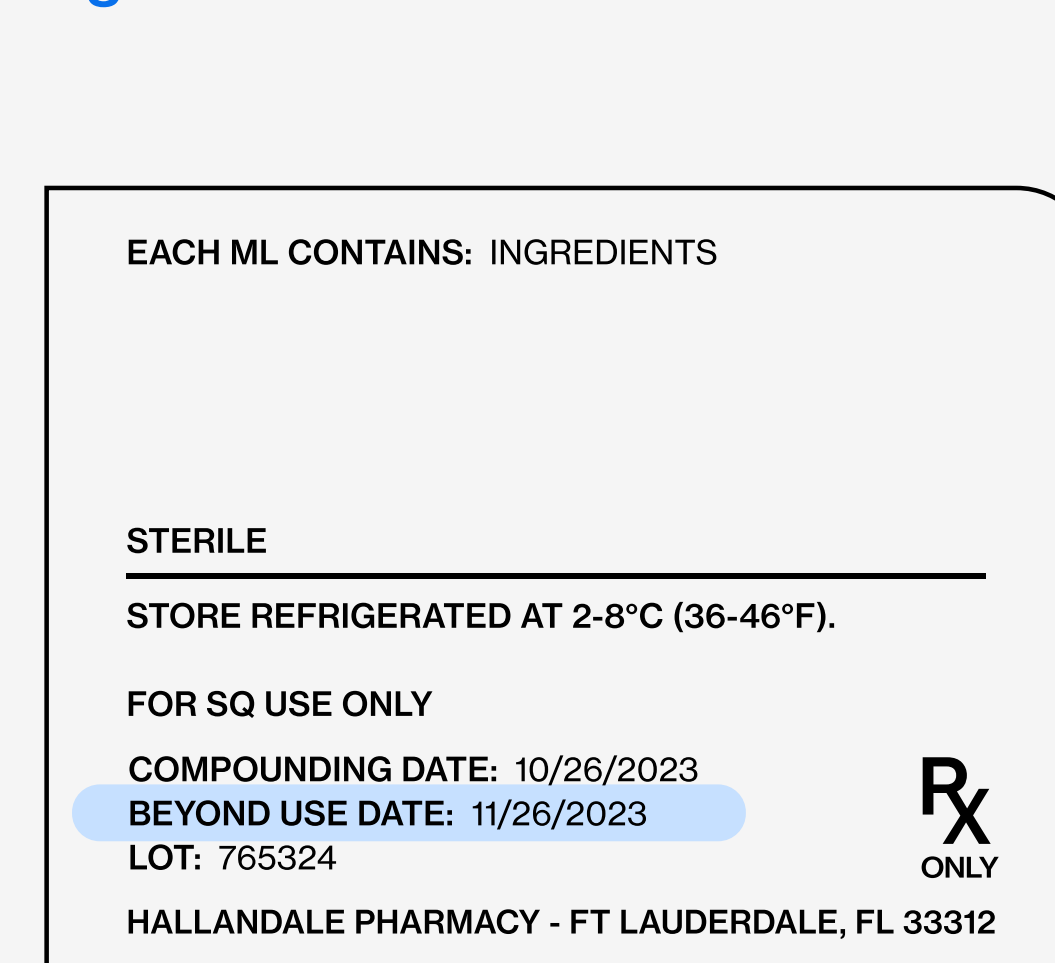 EACH ML CONTAINS: INGREDIENTS
STERILE
STORE REFRIGERATED AT 2-8°C (36-46°F).
FOR SQ USE ONLY
COMPOUNDING DATE: 10/26/2023
BEYOND USE DATE: 11/26/2023
LOT: 765324
Rx
ONLY
HALLANDALE PHARMACY - FT LAUDERDALE, FL 33312